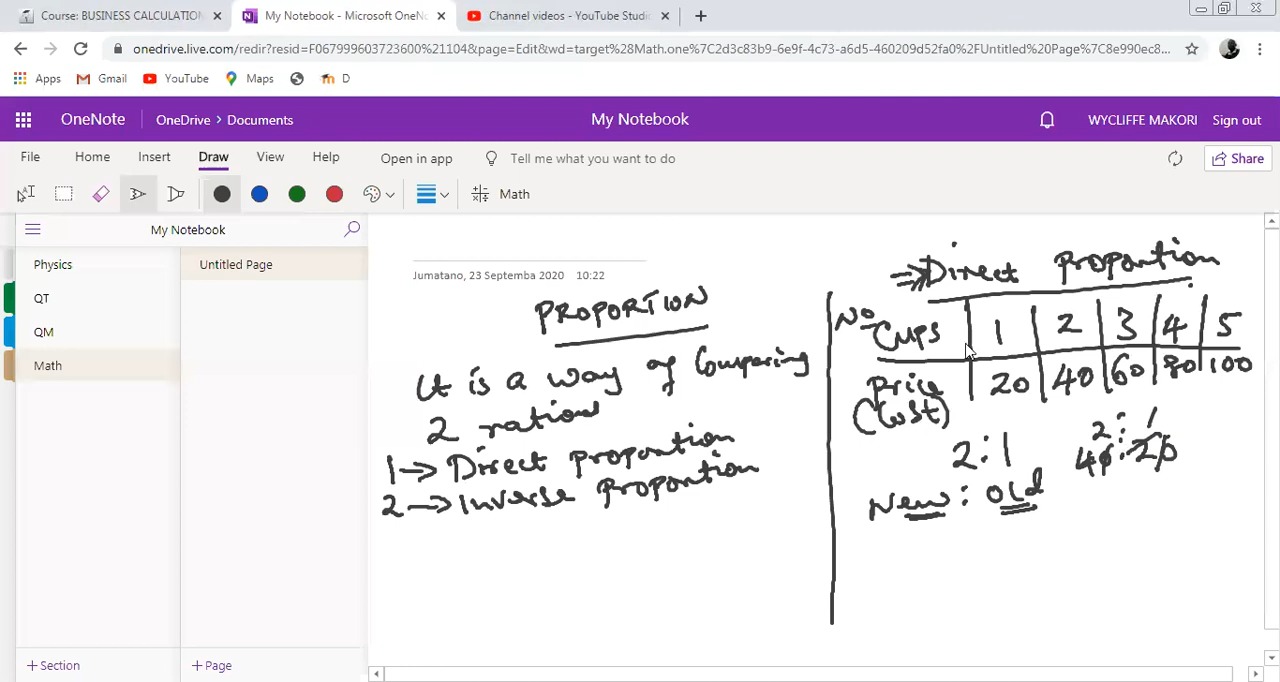 Course: BUSINESS CALCULATION
My Notebook - Microsoft OneNo
Channel videos - YouTube Studi
onedrive.live.com/redir?resid=F067999603723600%21104&page=Edit&wd=target%28Math.one%7C2d3c83b9-6e9f-4c73-a6d5-460209d52fa0%2FUntitled%20Page%7C8e990ec8...
Apps Gmail YouTube Maps D
OneNote OneDrive > Documents My Notebook WYCLIFFE MAKORI Sign out
File Home Insert Draw View Help Open in app Tell me what you want to do Share
Math
My Notebook
Physics
QT
QM
Math
Untitled Page
+ Section
+ Page
Jumatano, 23 Septemba 2020 10:22
PROPORTION
It is a way of Comparing
2 rations
1 → Direct proportion
2 → Inverse proportion
⇒ Direct proportion
No Cups 1 2 3 4 5
Price 20 40 60 80 100
(Cost)
2:1
2:1
40:20
New : Old